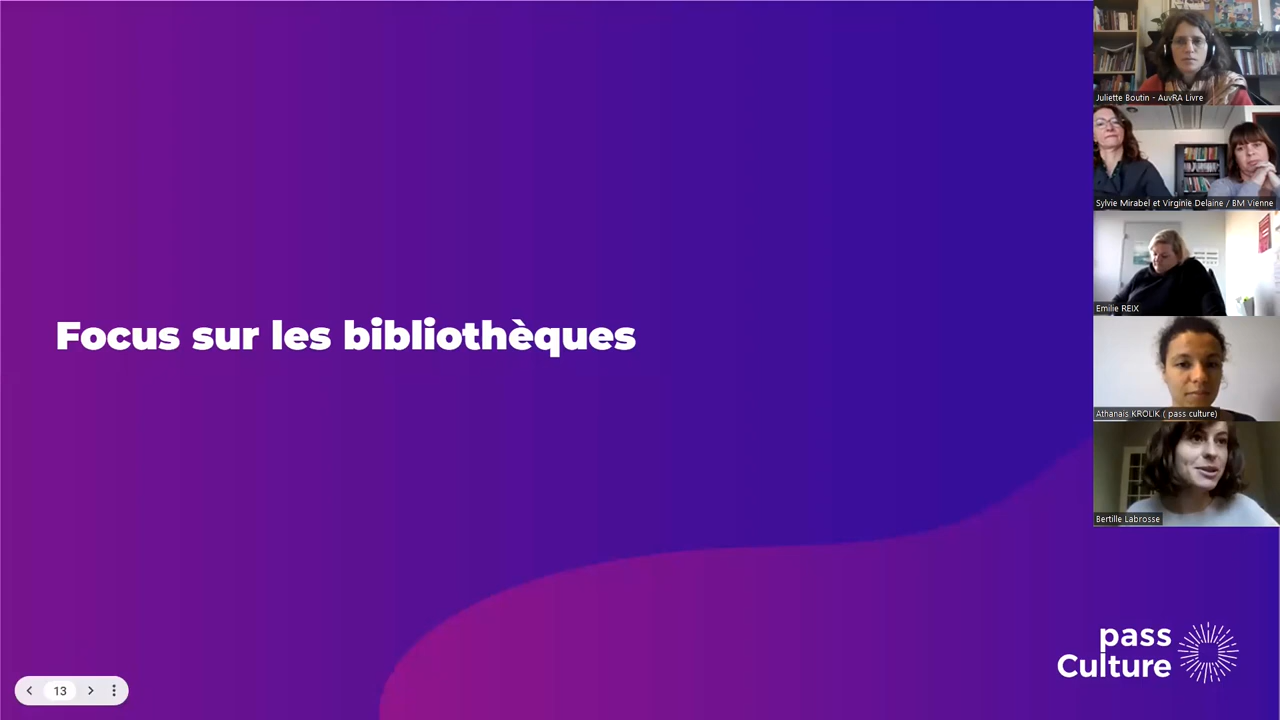 Focus sur les bibliothèques
Juliette Boutin - AuvRA Livre
Sylvie Mirabel et Virginie Delaine / BM Vienne
Emilie REIX
Athanaïs KROLIK ( pass culture)
Bertille Labrosse
pass
Culture
13